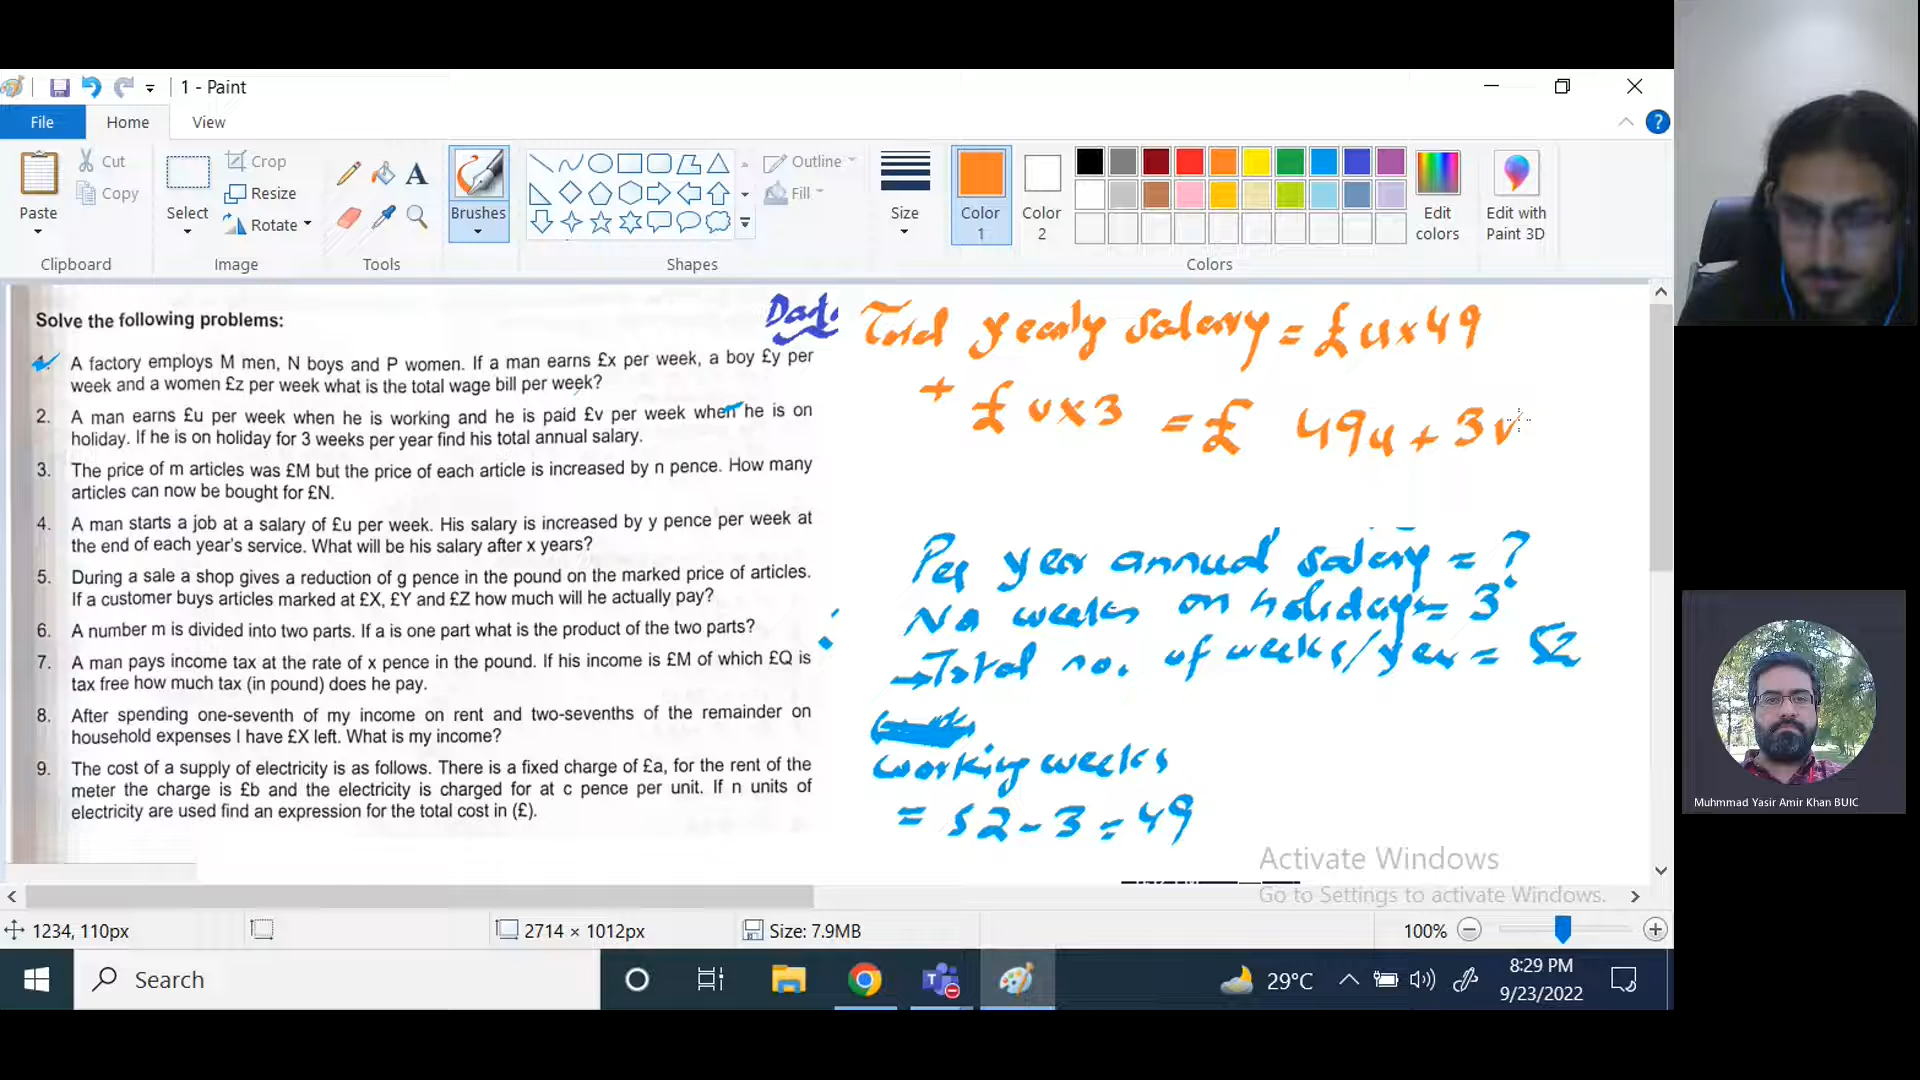 1 - Paint
File
Home
View
Paste
Cut
Copy
Select
Crop
Resize
Rotate
Brushes
Outline
Fill
Size
Color 1
Color 2
Edit colors
Edit with Paint 3D
Clipboard
Image
Tools
Shapes
Colors
Solve the following problems:
1. A factory employs M men, N boys and P women. If a man earns £x per week, a boy £y per
week and a women £z per week what is the total wage bill per week?
2. A man earns £u per week when he is working and he is paid £v per week when he is on
holiday. If he is on holiday for 3 weeks per year find his total annual salary.
3. The price of m articles was £M but the price of each article is increased by n pence. How many
articles can now be bought for £N.
4. A man starts a job at a salary of £u per week. His salary is increased by y pence per week at
the end of each year's service. What will be his salary after x years?
5. During a sale a shop gives a reduction of g pence in the pound on the marked price of articles.
If a customer buys articles marked at £X, £Y and £Z how much will he actually pay?
6. A number m is divided into two parts. If a is one part what is the product of the two parts?
7. A man pays income tax at the rate of x pence in the pound. If his income is £M of which £Q is
tax free how much tax (in pound) does he pay.
8. After spending one-seventh of my income on rent and two-sevenths of the remainder on
household expenses I have £X left. What is my income?
9. The cost of a supply of electricity is as follows. There is a fixed charge of £a, for the rent of the
meter the charge is £b and the electricity is charged for at c pence per unit. If n units of
electricity are used find an expression for the total cost in (£).
Total yearly salary = £u×49
+ £v×3 = £ 49u + 3v
Per year annual salary = ?
No weeks on holidays = 3
→ Total no. of weeks/year = 52
working weeks
= 52 - 3 = 49
Activate Windows
Go to Settings to activate Windows.
1234, 110px
2714 × 1012px
Size: 7.9MB
100%
Search
29°C
8:29 PM
9/23/2022
Muhmmad Yasir Amir Khan BUIC